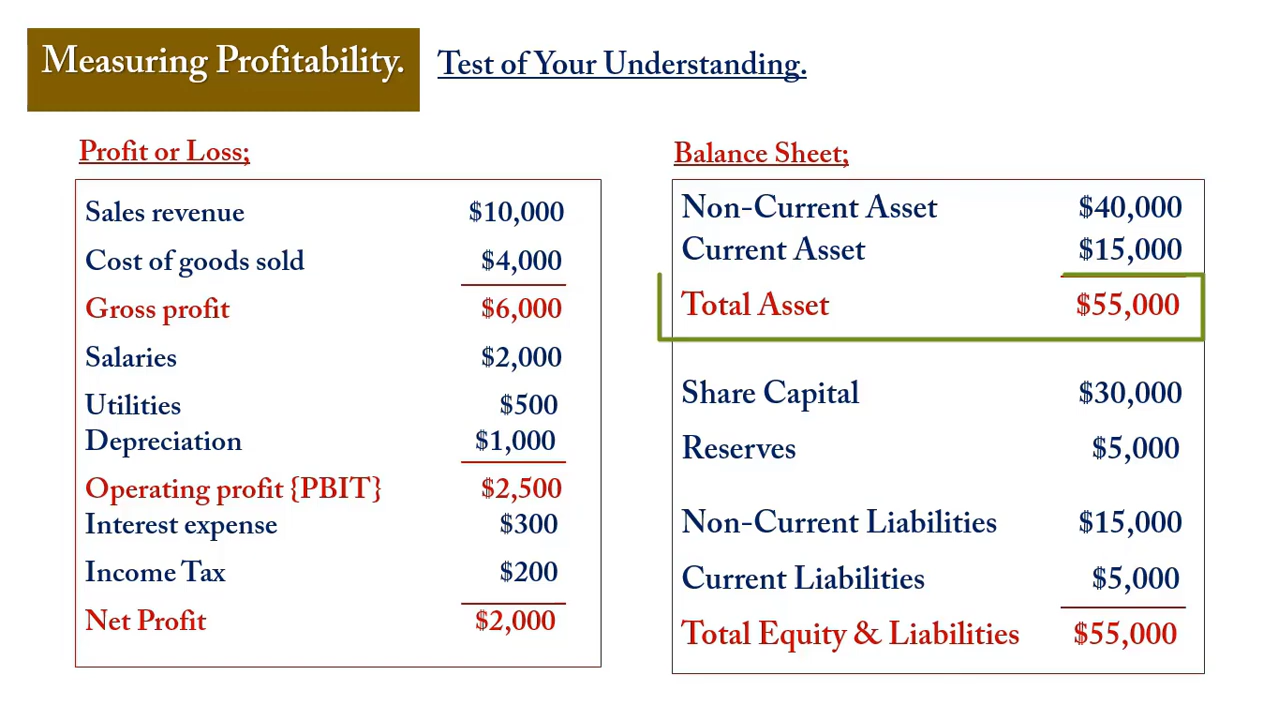 Measuring Profitability.
Test of Your Understanding.
Profit or Loss;
Sales revenue $10,000
Cost of goods sold $4,000
Gross profit $6,000
Salaries $2,000
Utilities $500
Depreciation $1,000
Operating profit {PBIT} $2,500
Interest expense $300
Income Tax $200
Net Profit $2,000
Balance Sheet;
Non-Current Asset $40,000
Current Asset $15,000
Total Asset $55,000
Share Capital $30,000
Reserves $5,000
Non-Current Liabilities $15,000
Current Liabilities $5,000
Total Equity & Liabilities $55,000